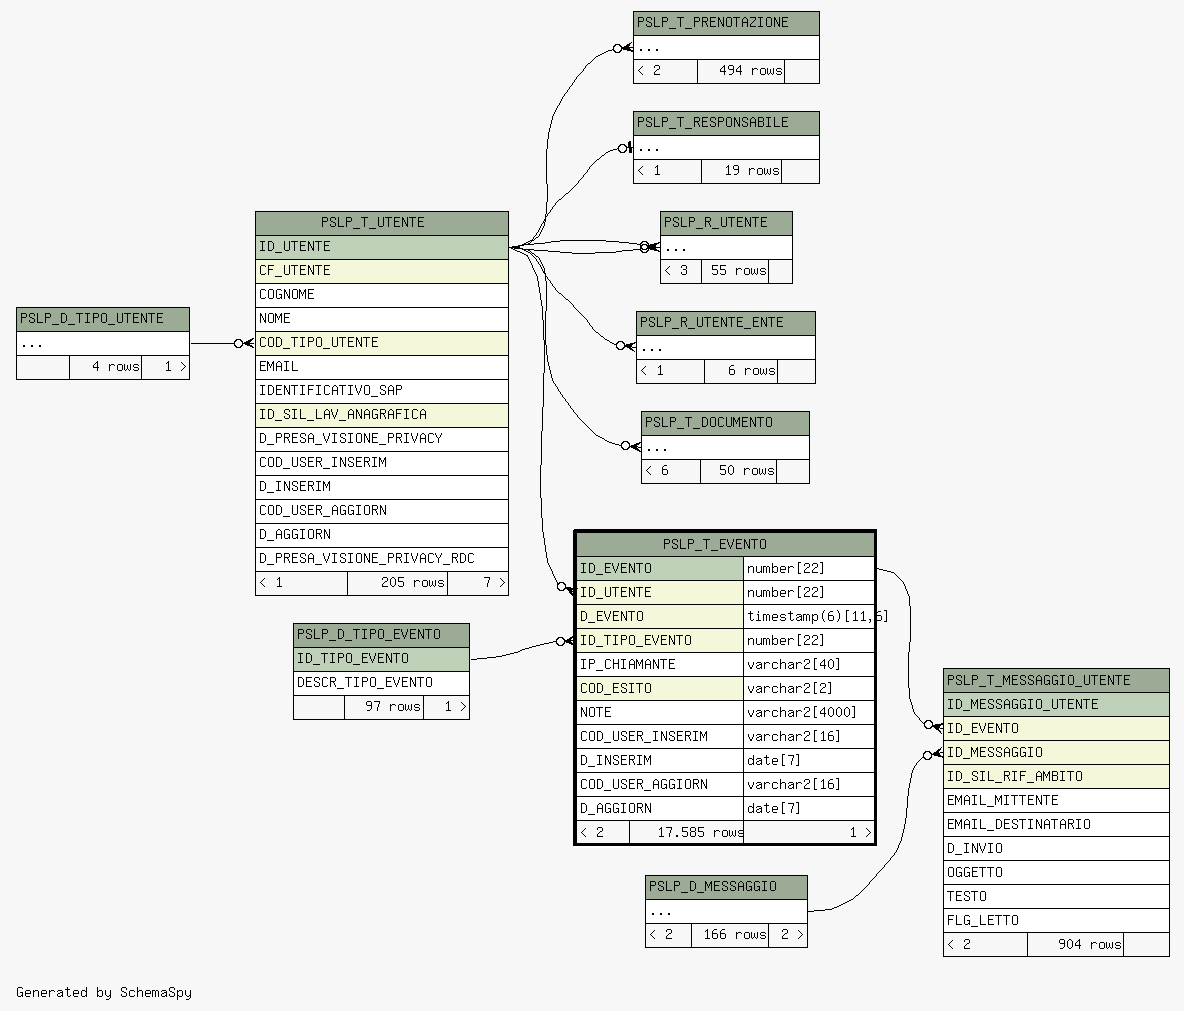 PSLP_T_PRENOTAZIONE
...
< 2 494 rows
PSLP_T_RESPONSABILE
...
< 1 19 rows
PSLP_R_UTENTE
...
< 3 55 rows
PSLP_R_UTENTE_ENTE
...
< 1 6 rows
PSLP_T_DOCUMENTO
...
< 6 50 rows
PSLP_D_TIPO_UTENTE
...
4 rows 1 >
PSLP_T_UTENTE
ID_UTENTE
CF_UTENTE
COGNOME
NOME
COD_TIPO_UTENTE
EMAIL
IDENTIFICATIVO_SAP
ID_SIL_LAV_ANAGRAFICA
D_PRESA_VISIONE_PRIVACY
COD_USER_INSERIM
D_INSERIM
COD_USER_AGGIORN
D_AGGIORN
D_PRESA_VISIONE_PRIVACY_RDC
< 1 205 rows 7 >
PSLP_D_TIPO_EVENTO
ID_TIPO_EVENTO
DESCR_TIPO_EVENTO
97 rows 1 >
PSLP_T_EVENTO
ID_EVENTO number[22]
ID_UTENTE number[22]
D_EVENTO timestamp(6)[11,6]
ID_TIPO_EVENTO number[22]
IP_CHIAMANTE varchar2[40]
COD_ESITO varchar2[2]
NOTE varchar2[4000]
COD_USER_INSERIM varchar2[16]
D_INSERIM date[7]
COD_USER_AGGIORN varchar2[16]
D_AGGIORN date[7]
< 2 17.585 rows 1 >
PSLP_D_MESSAGGIO
...
< 2 166 rows 2 >
PSLP_T_MESSAGGIO_UTENTE
ID_MESSAGGIO_UTENTE
ID_EVENTO
ID_MESSAGGIO
ID_SIL_RIF_AMBITO
EMAIL_MITTENTE
EMAIL_DESTINATARIO
D_INVIO
OGGETTO
TESTO
FLG_LETTO
< 2 904 rows
Generated by SchemaSpy